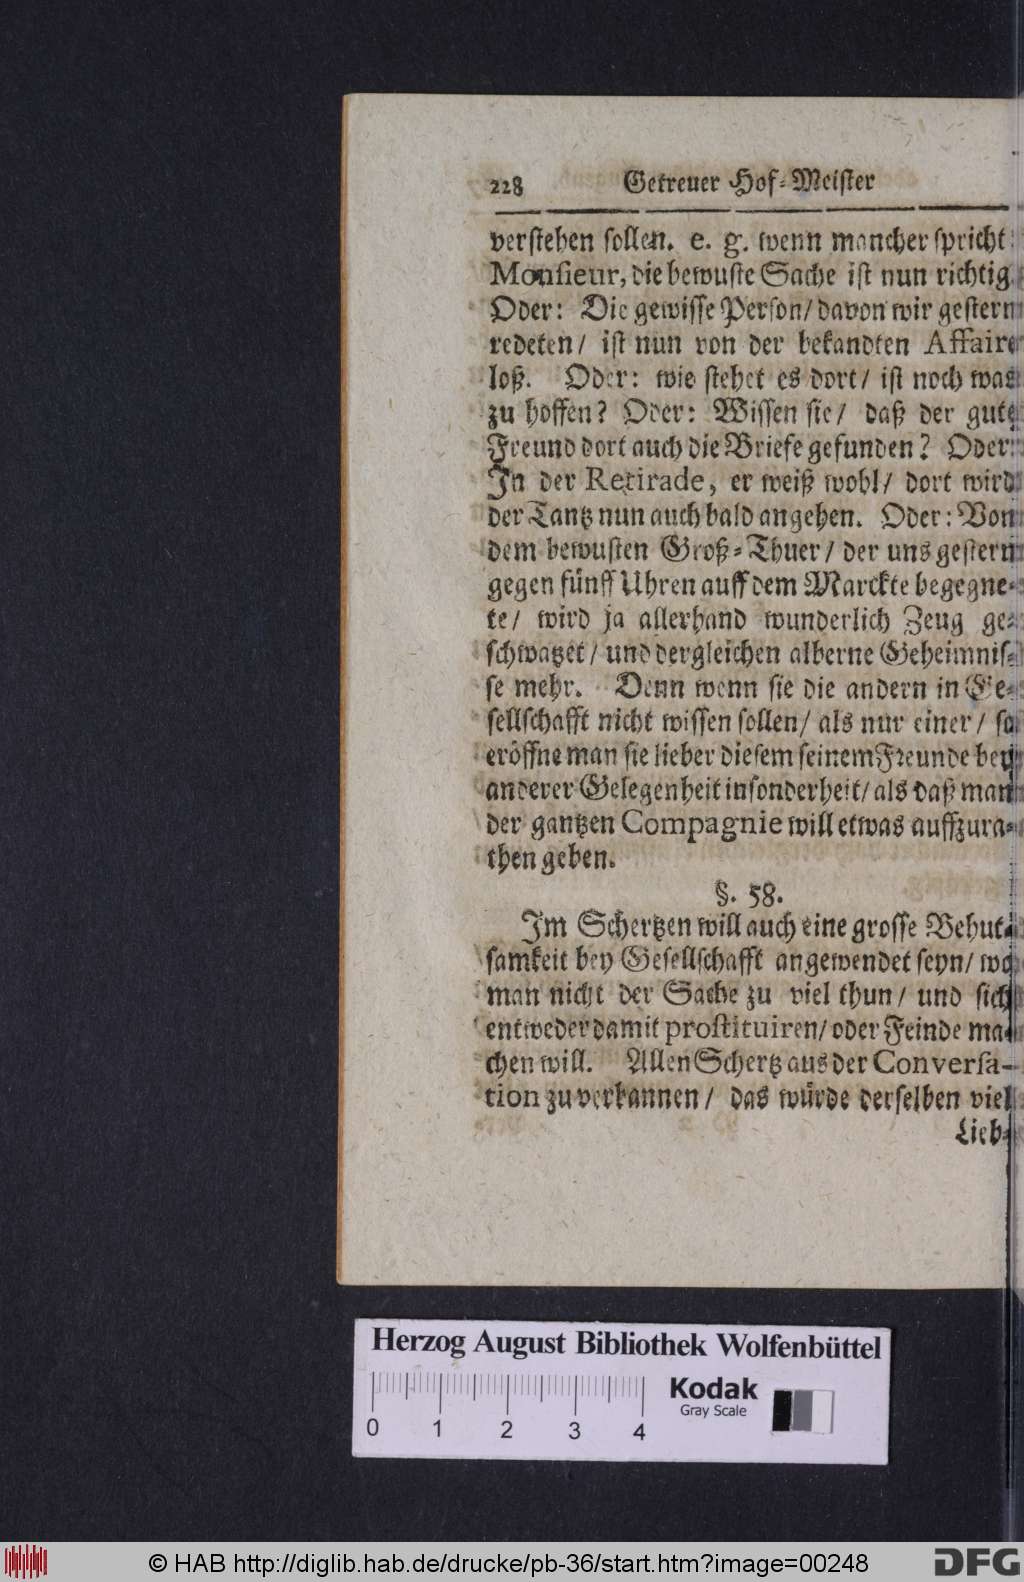 228 Getreuer Hof-Meister
verstehen sollen. e. g. wenn mancher spricht
Monsieur, die bewuste Sache ist nun richtig.
Oder: Die gewisse Person/ davon wir gestern
redeten/ ist nun von der bekandten Affaire
loß. Oder: wie stehet es dort/ ist noch was
zu hoffen? Oder: Wissen sie/ daß der gute
Freund dort auch die Briefe gefunden? Oder:
In der Retirade, er weiß wohl/ dort wird
der Tantz nun auch bald angehen. Oder: Von
dem bewusten Groß-Thuer/ der uns gestern
gegen fünff Uhren auff dem Marckte begegne-
te/ wird ja allerhand wunderlich Zeug ge-
schwatzet/ und dergleichen alberne Geheimnis-
se mehr. Denn wenn sie die andern in Ge-
sellschafft nicht wissen sollen/ als nur einer/ so
eröffne man sie lieber diesem seinem Freunde bey
anderer Gelegenheit insonderheit/ als daß man
der gantzen Compagnie will etwas auffzura-
then geben.
§. 58.
Im Schertzen will auch eine grosse Behut-
samkeit bey Gesellschafft angewendet seyn/ wo
man nicht der Sache zu viel thun/ und sich
entweder damit prostituiren/ oder Feinde ma-
chen will. Allen Schertz aus der Conversa-
tion zu verbannen/ das würde derselben viel
Lieb-
Herzog August Bibliothek Wolfenbüttel
Kodak
Gray Scale
0 1 2 3 4
© HAB http://diglib.hab.de/drucke/pb-36/start.htm?image=00248
DFG